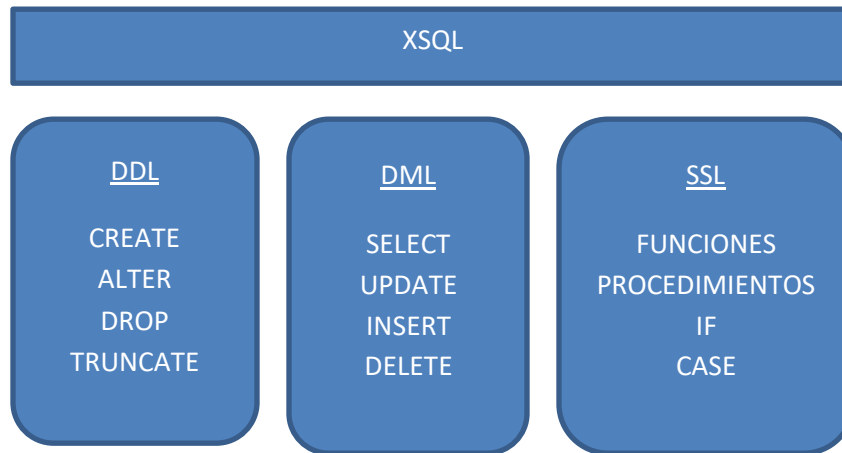 XSQL
DDL
CREATE
ALTER
DROP
TRUNCATE
DML
SELECT
UPDATE
INSERT
DELETE
SSL
FUNCIONES
PROCEDIMIENTOS
IF
CASE